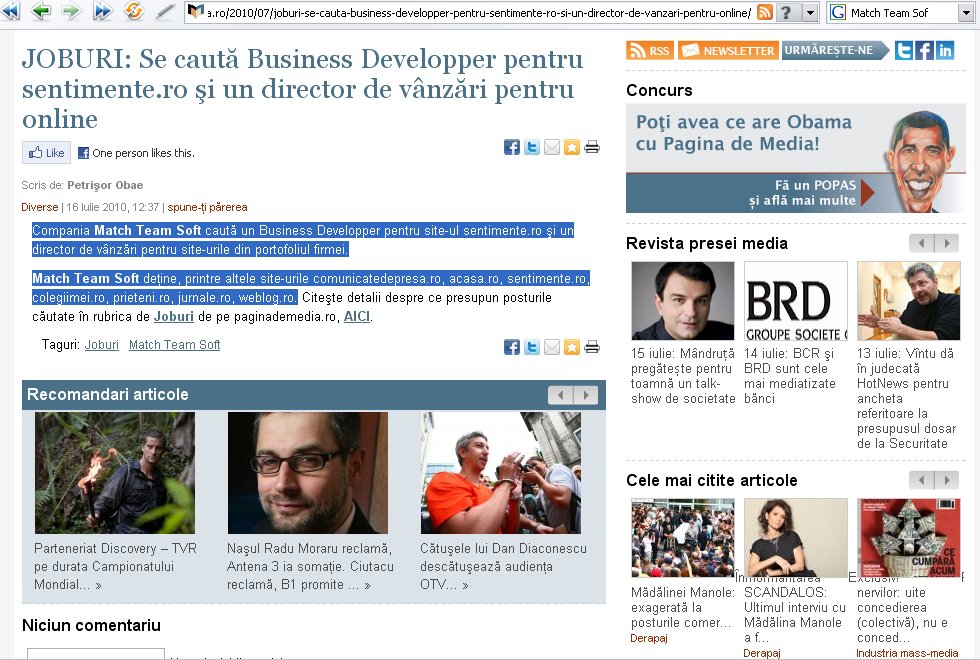 a.ro/2010/07/joburi-se-cauta-business-developper-pentru-sentimente-ro-si-un-director-de-vanzari-pentru-online/
?
G Match Team Sof
JOBURI: Se caută Business Developper pentru
sentimente.ro şi un director de vânzări pentru
online
Like
One person likes this.
Scris de: Petrişor Obae
Diverse | 16 Iulie 2010, 12:37 | spune-ţi părerea
Compania Match Team Soft caută un Business Developper pentru site-ul sentimente.ro şi un
director de vânzări pentru site-urile din portofoliul firmei.
Match Team Soft deţine, printre altele site-urile comunicatedepresa.ro, acasa.ro, sentimente.ro,
colegiimei.ro, prieteni.ro, jurnale.ro, weblog.ro. Citeşte detalii despre ce presupun posturile
căutate în rubrica de Joburi de pe paginademedia.ro, AICI.
Taguri: Joburi Match Team Soft
Recomandari articole
Parteneriat Discovery – TVR
pe durata Campionatului
Mondial... »
Naşul Radu Moraru reclamă,
Antena 3 ia somaţie. Ciutacu
reclamă, B1 promite ... »
Cătuşele lui Dan Diaconescu
descătuşează audienţa
OTV... »
Niciun comentariu
RSS
NEWSLETTER
URMĂREŞTE-NE
Concurs
Poţi avea ce are Obama
cu Pagina de Media!
Fă un POPAS
şi află mai multe
Revista presei media
15 iulie: Mândruţă
pregăteşte pentru
toamnă un talk-
show de societate
BRD
GROUPE SOCIETE
14 iulie: BCR şi
BRD sunt cele
mai mediatizate
bănci
13 iulie: Vîntu dă
în judecată
HotNews pentru
ancheta
referitoare la
presupusul dosar
de la Securitate
Cele mai citite articole
Înmormântarea
Mădălinei Manole:
exagerată la
posturile comer...
Derapaj
SCANDALOS:
Ultimul interviu cu
Mădălina Manole
a f...
Derapaj
CE
CUMPĂRĂ
ACUM
Exclusiv!
nervilor: uite
concedierea
(colectivă), nu e
conced...
Industria mass-media